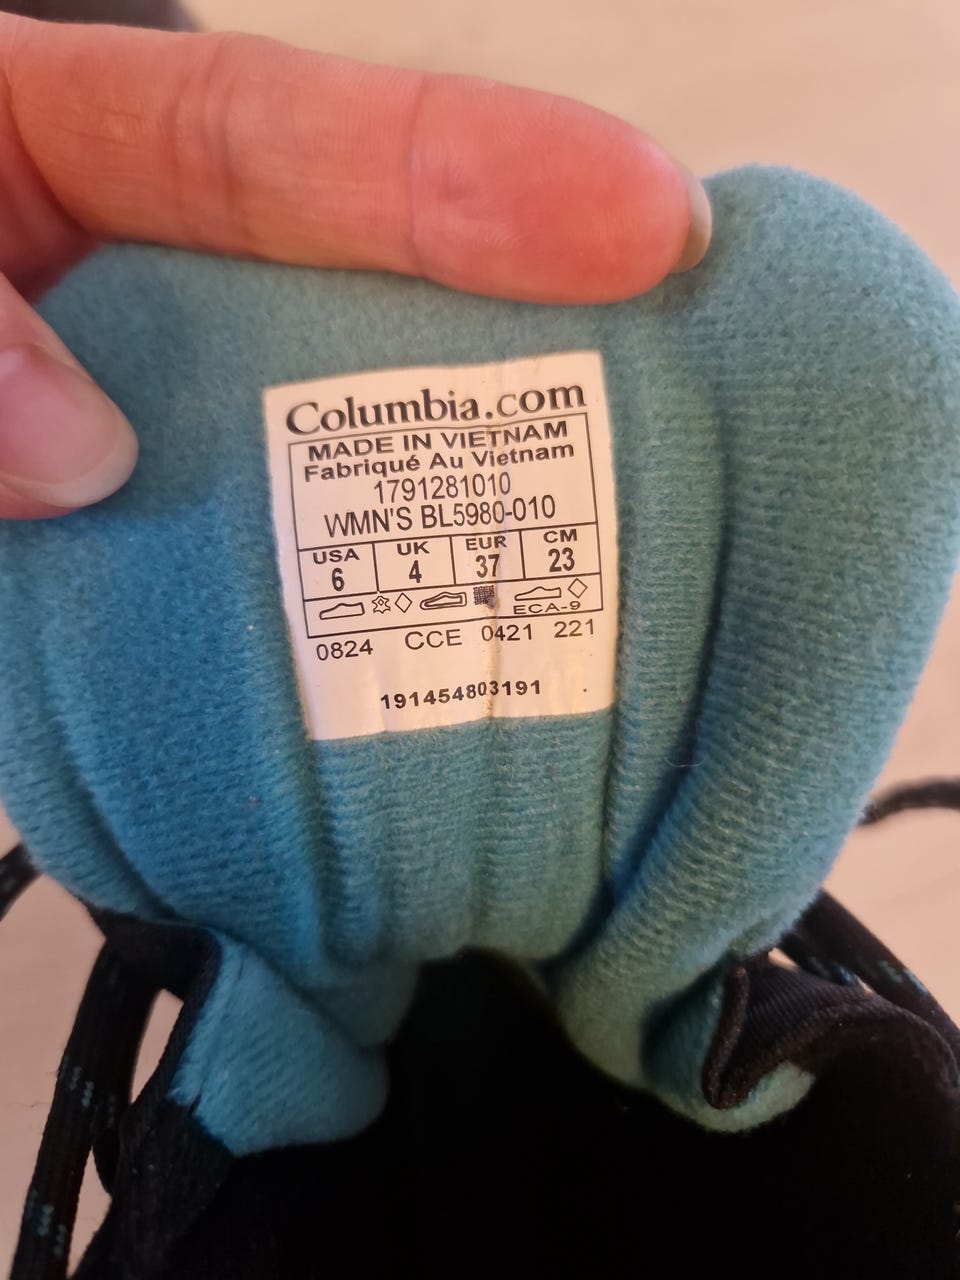 Columbia.com
MADE IN VIETNAM
Fabriqué Au Vietnam
1791281010
WMN'S BL5980-010
USA UK EUR CM
6 4 37 23
ECA-9
0824 CCE 0421 221
191454803191